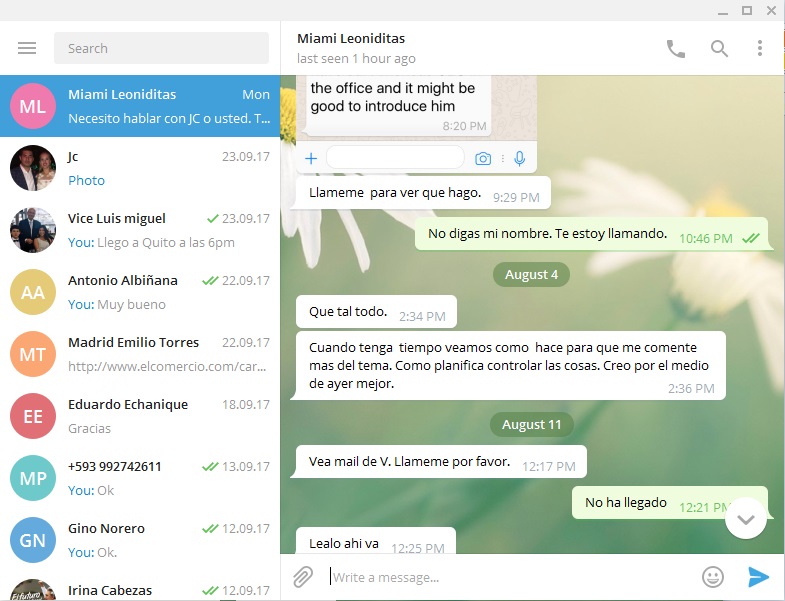 Search
ML
Miami Leoniditas
Mon
Necesito hablar con JC o usted. T...
Jc
23.09.17
Photo
Vice Luis miguel
23.09.17
You: Llego a Quito a las 6pm
AA
Antonio Albiñana
22.09.17
You: Muy bueno
MT
Madrid Emilio Torres
22.09.17
http://www.elcomercio.com/car...
EE
Eduardo Echanique
18.09.17
Gracias
MP
+593 992742611
13.09.17
You: Ok
GN
Gino Norero
12.09.17
You: Ok.
Irina Cabezas
12.09.17
Miami Leoniditas
last seen 1 hour ago
the office and it might be
good to introduce him
8:20 PM
Llameme para ver que hago.
9:29 PM
No digas mi nombre. Te estoy llamando.
10:46 PM
August 4
Que tal todo.
2:34 PM
Cuando tenga tiempo veamos como hace para que me comente
mas del tema. Como planifica controlar las cosas. Creo por el medio
de ayer mejor.
2:36 PM
August 11
Vea mail de V. Llameme por favor.
12:17 PM
No ha llegado
12:21 PM
Lealo ahi va
12:25 PM
Write a message...